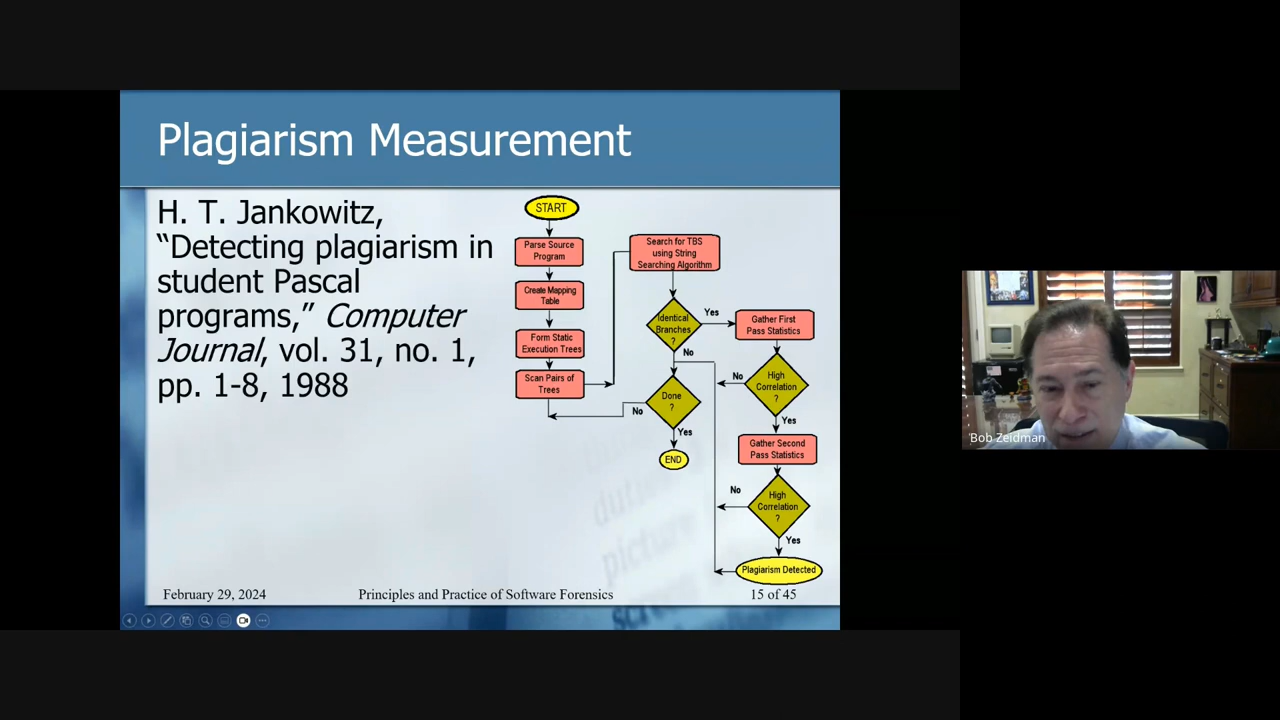 Plagiarism Measurement
H. T. Jankowitz,
“Detecting plagiarism in
student Pascal
programs,” Computer
Journal, vol. 31, no. 1,
pp. 1-8, 1988
START
Parse Source
Program
Create Mapping
Table
Form Static
Execution Trees
Scan Pairs of
Trees
Search for TBS
using String
Searching Algorithm
Identical
Branches
?
Yes
No
Done
?
No
Yes
END
Gather First
Pass Statistics
High
Correlation
?
No
Yes
Gather Second
Pass Statistics
High
Correlation
?
No
Yes
Plagiarism Detected
February 29, 2024
Principles and Practice of Software Forensics
15 of 45
Bob Zeidman